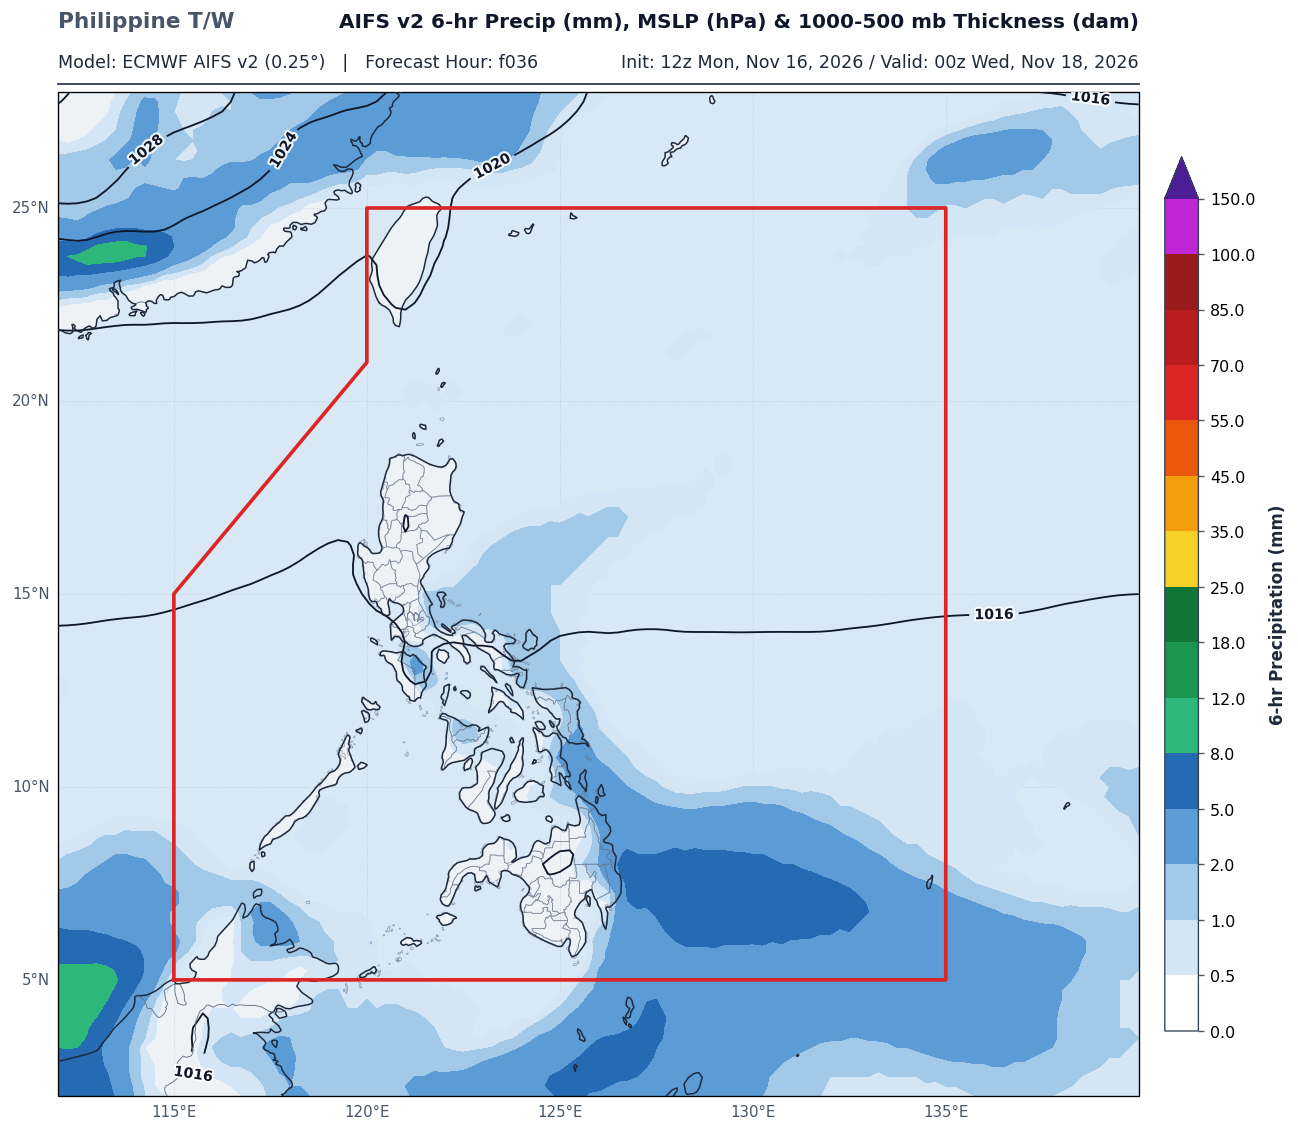 Philippine T/W
AIFS v2 6-hr Precip (mm), MSLP (hPa) & 1000-500 mb Thickness (dam)
Model: ECMWF AIFS v2 (0.25°) | Forecast Hour: f036
Init: 12z Mon, Nov 16, 2026 / Valid: 00z Wed, Nov 18, 2026
1016
1028
1024
1020
25°N
20°N
15°N
10°N
5°N
1016
1016
115°E
120°E
125°E
130°E
135°E
150.0
100.0
85.0
70.0
55.0
45.0
35.0
25.0
18.0
12.0
8.0
5.0
2.0
1.0
0.5
0.0
6-hr Precipitation (mm)